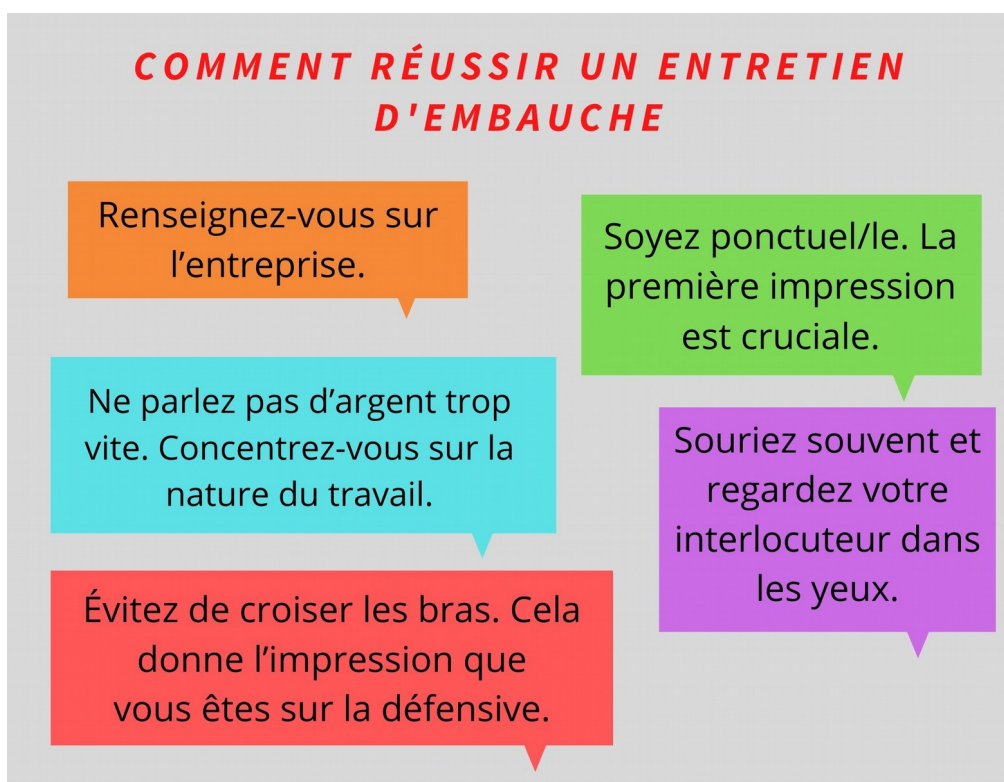 COMMENT RÉUSSIR UN ENTRETIEN
D'EMBAUCHE
Renseignez-vous sur
l’entreprise.
Soyez ponctuel/le. La
première impression
est cruciale.
Ne parlez pas d’argent trop
vite. Concentrez-vous sur la
nature du travail.
Souriez souvent et
regardez votre
interlocuteur dans
les yeux.
Évitez de croiser les bras. Cela
donne l’impression que
vous êtes sur la défensive.